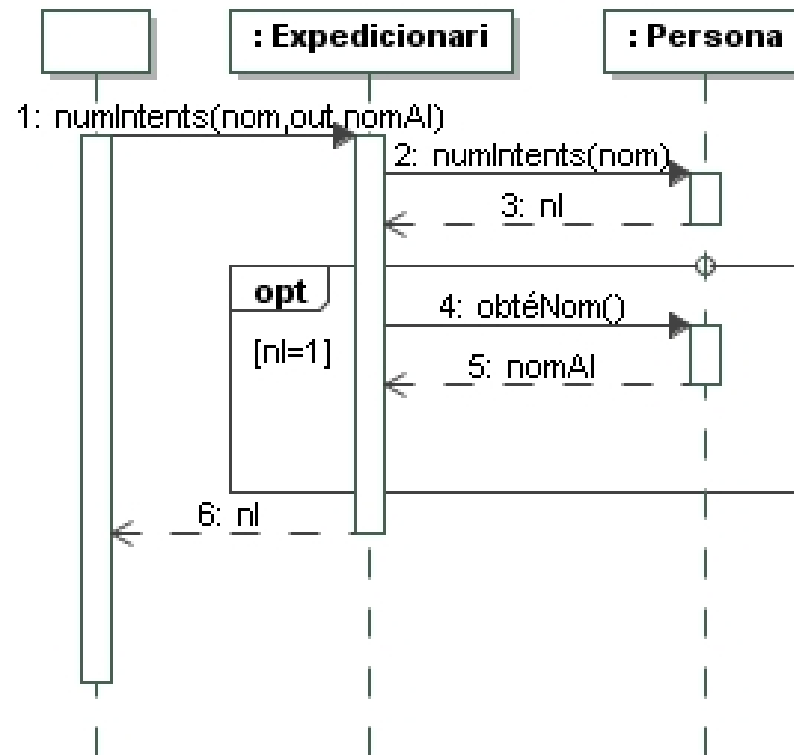 : Expedicionari
: Persona
1: numIntents(nom,out nomAl)
2: numIntents(nom)
3: nI
opt
4: obtéNom()
[nI=1]
5: nomAl
6: nI